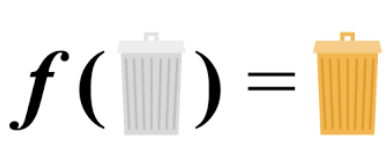 f ( ) =